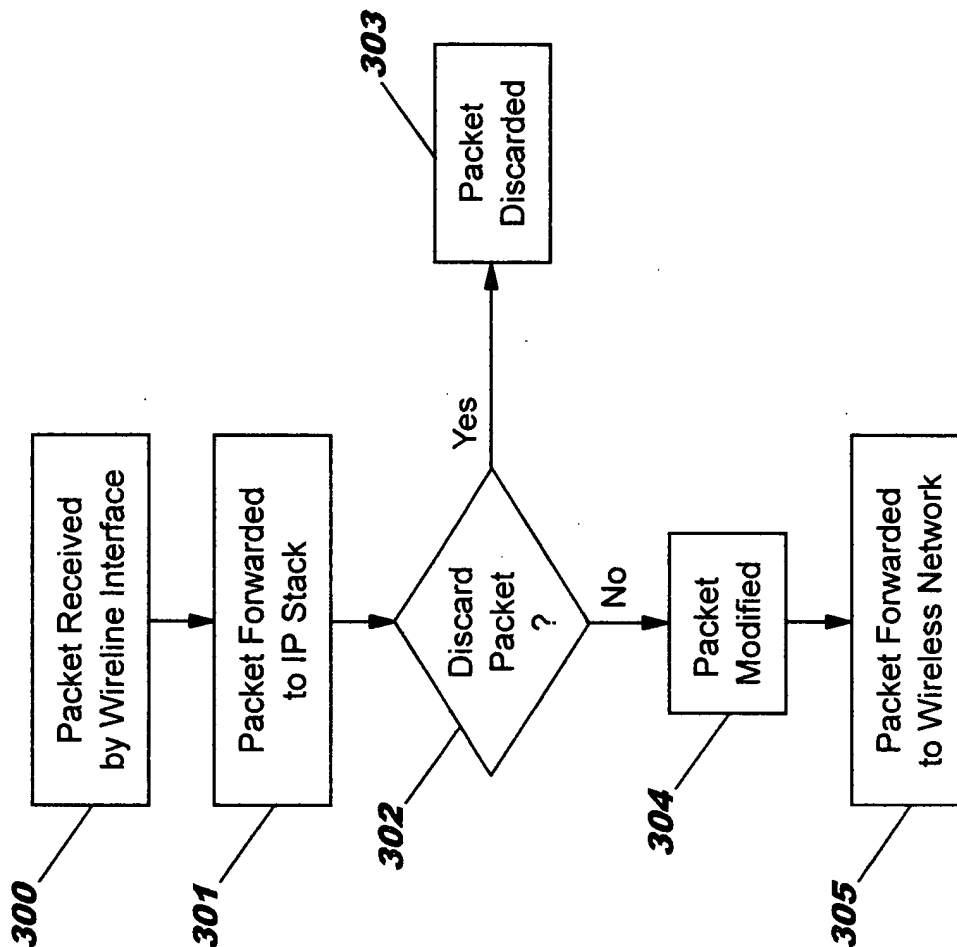 300
Packet Received
by Wireline Interface
301
Packet Forwarded
to IP Stack
302
Discard
Packet
?
Yes
303
Packet
Discarded
No
304
Packet
Modified
305
Packet Forwarded
to Wireless Network